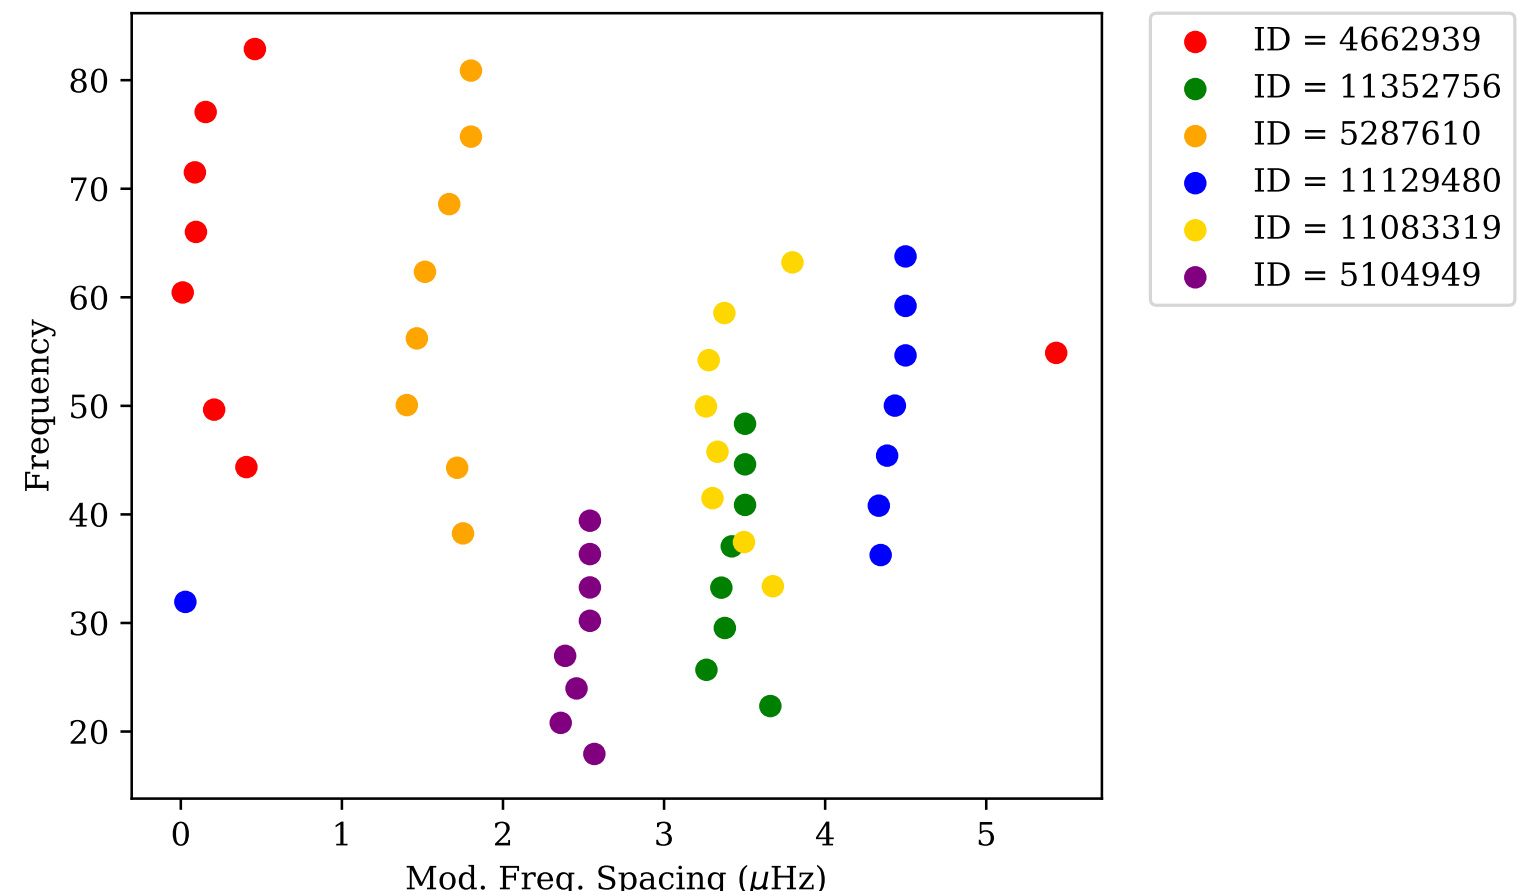 80
70
60
50
40
30
20
Frequency
0 1 2 3 4 5
Mod. Freq. Spacing (μHz)
ID = 4662939
ID = 11352756
ID = 5287610
ID = 11129480
ID = 11083319
ID = 5104949